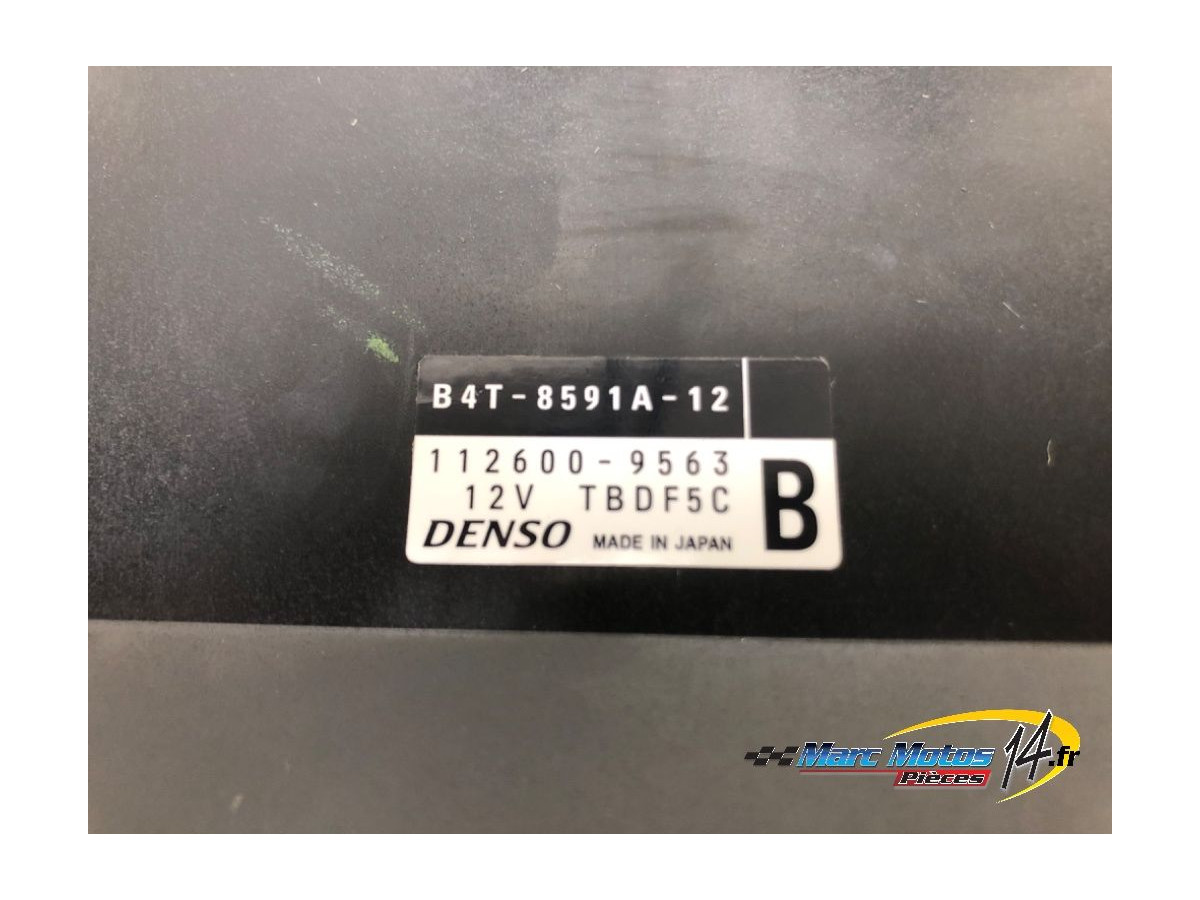 B4T-8591A-12
112600-9563
12V TBDF5C
B
DENSO MADE IN JAPAN
Marc Motos 14.fr
Pièces